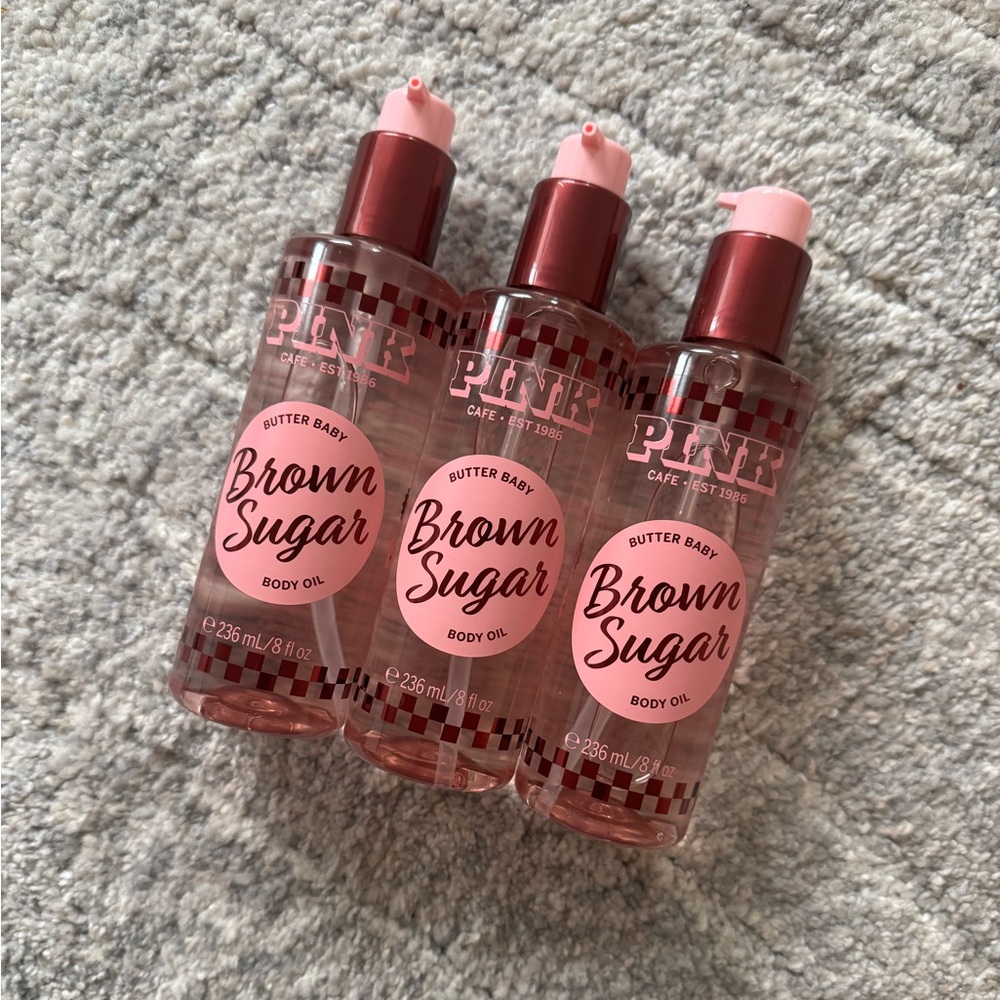 PINK
CAFE • EST 1986
BUTTER BABY
Brown
Sugar
BODY OIL
℮ 236 mL/8 fl oz
PINK
CAFE • EST 1986
BUTTER BABY
Brown
Sugar
BODY OIL
℮ 236 mL/8 fl oz
PINK
CAFE • EST 1986
BUTTER BABY
Brown
Sugar
BODY OIL
℮ 236 mL/8 fl oz